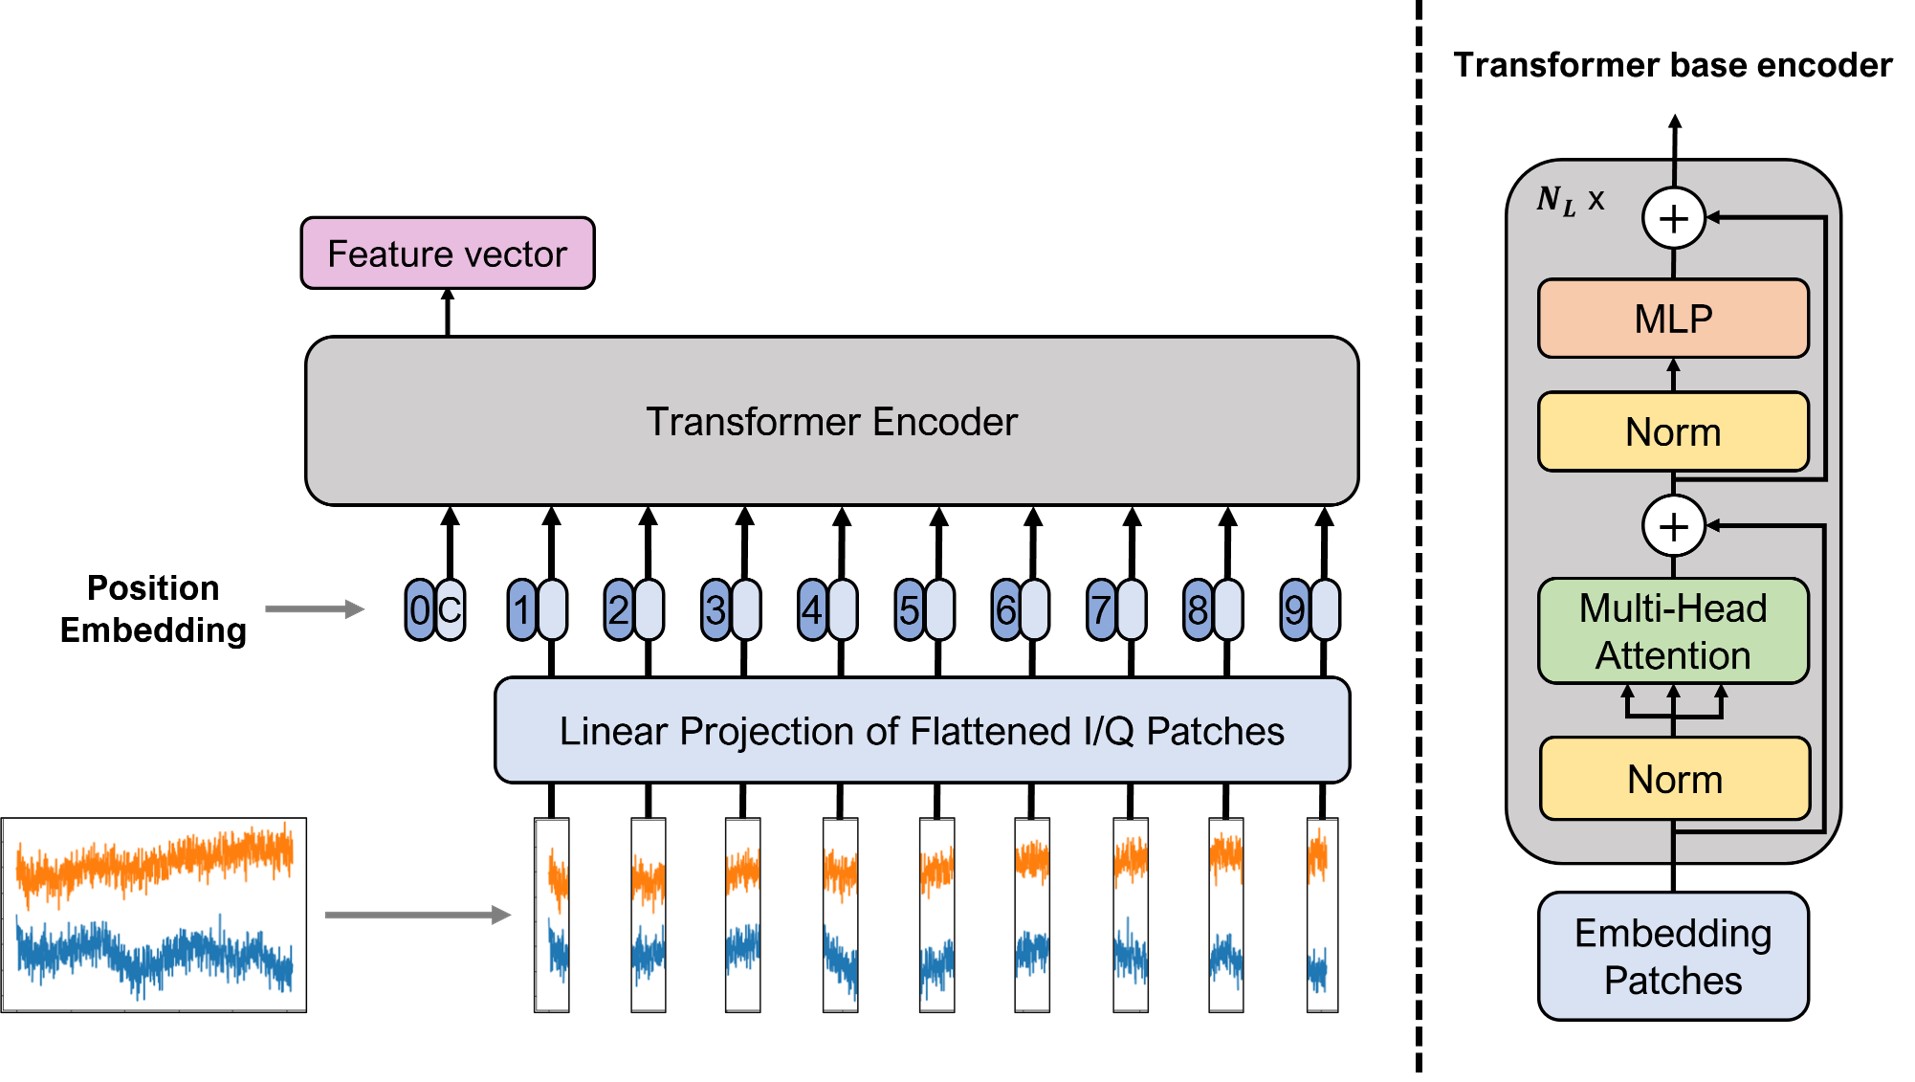 Transformer base encoder
N_L x
Feature vector
MLP
Transformer Encoder
Norm
Position
Embedding
0 C 1 2 3 4 5 6 7 8 9
Multi-Head
Attention
Linear Projection of Flattened I/Q Patches
Norm
Embedding
Patches